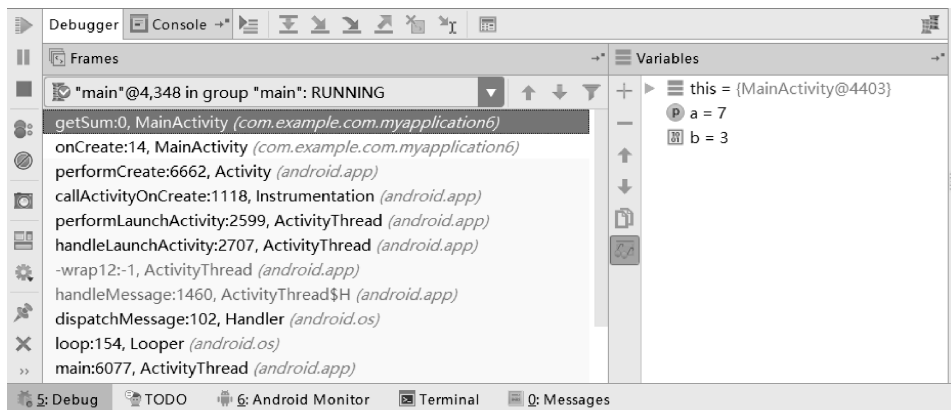 Debugger Console
Frames
Variables
"main"@4,348 in group "main": RUNNING
getSum:0, MainActivity (com.example.com.myapplication6)
onCreate:14, MainActivity (com.example.com.myapplication6)
performCreate:6662, Activity (android.app)
callActivityOnCreate:1118, Instrumentation (android.app)
performLaunchActivity:2599, ActivityThread (android.app)
handleLaunchActivity:2707, ActivityThread (android.app)
-wrap12:-1, ActivityThread (android.app)
handleMessage:1460, ActivityThread$H (android.app)
dispatchMessage:102, Handler (android.os)
loop:154, Looper (android.os)
main:6077, ActivityThread (android.app)
this = {MainActivity@4403}
a = 7
b = 3
5: Debug TODO 6: Android Monitor Terminal 0: Messages